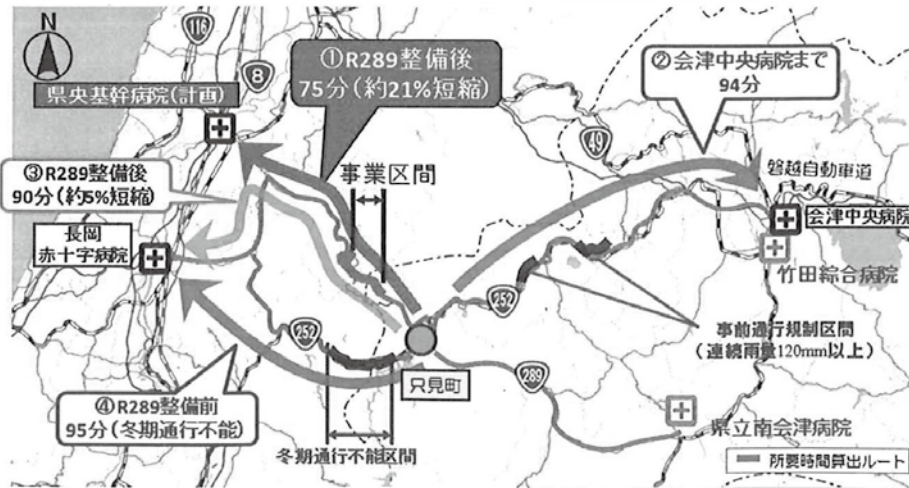 N
116
8
県央基幹病院(計画)
①R289整備後
75分(約21%短縮)
②会津中央病院まで
94分
49
磐越自動車道
③R289整備後
90分(約5%短縮)
事業区間
長岡
赤十字病院
会津中央病院
竹田綜合病院
252
252
事前通行規制区間
(連続雨量120mm以上)
只見町
289
④R289整備前
95分(冬期通行不能)
冬期通行不能区間
県立南会津病院
所要時間算出ルート